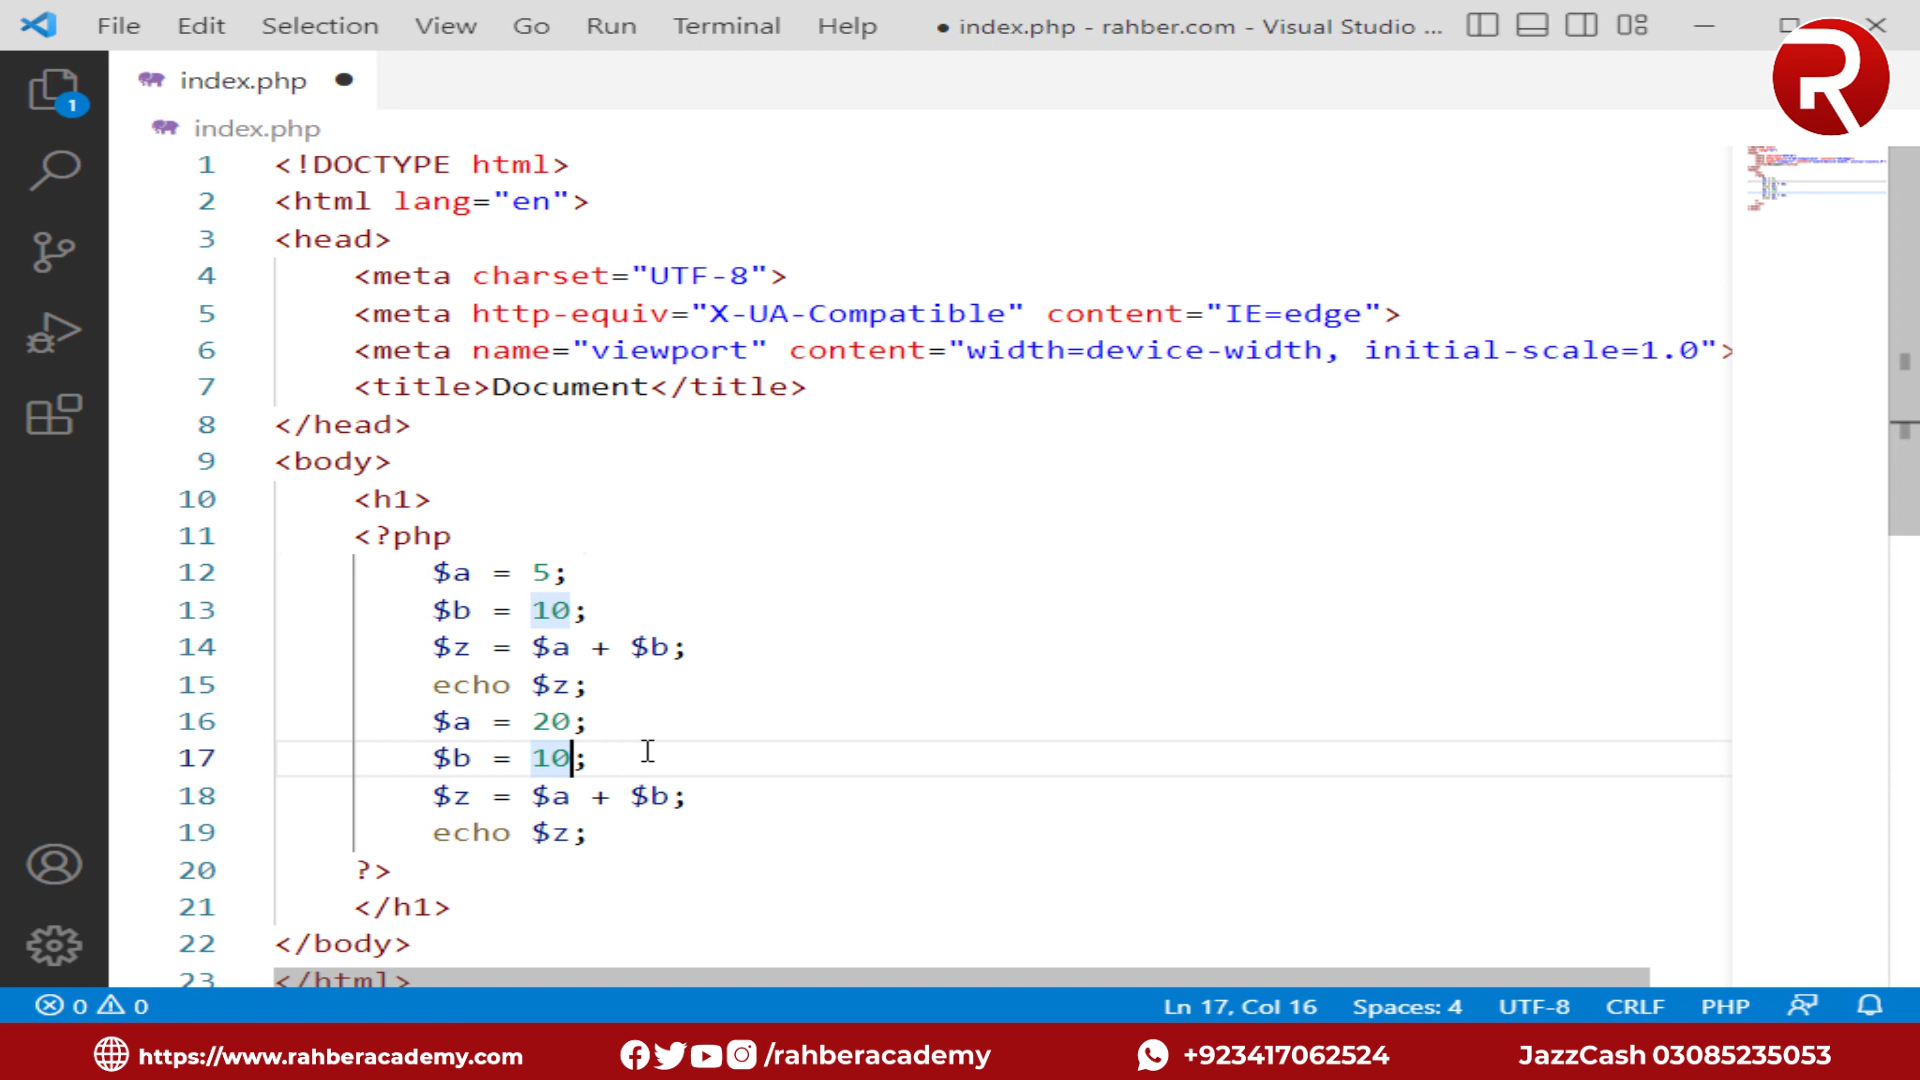 File Edit Selection View Go Run Terminal Help ● index.php - rahber.com - Visual Studio ...
R
1
index.php ●
index.php
1 <!DOCTYPE html>
2 <html lang="en">
3 <head>
4 <meta charset="UTF-8">
5 <meta http-equiv="X-UA-Compatible" content="IE=edge">
6 <meta name="viewport" content="width=device-width, initial-scale=1.0">
7 <title>Document</title>
8 </head>
9 <body>
10 <h1>
11 <?php
12 $a = 5;
13 $b = 10;
14 $z = $a + $b;
15 echo $z;
16 $a = 20;
17 $b = 10;
18 $z = $a + $b;
19 echo $z;
20 ?>
21 </h1>
22 </body>
23 </html>
0 0 Ln 17, Col 16 Spaces: 4 UTF-8 CRLF PHP
https://www.rahberacademy.com /rahberacademy +923417062524 JazzCash 03085235053